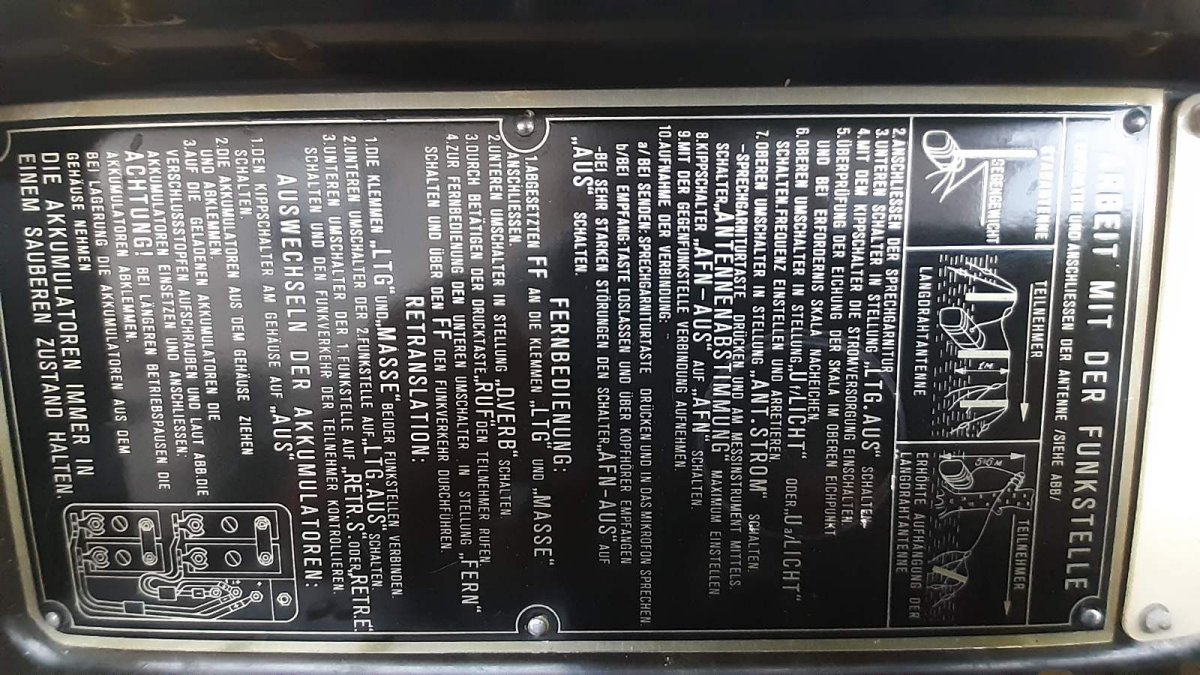 ARBEIT MIT DER FUNKSTELLE
UND ANSCHLIESSEN DER ANTENNE /SIEHE ABB/
STABANTENNE
GEGENGEWICHT
TEILNEHMER
1M
LANGDRAHTANTENNE
TEILNEHMER
5÷6 M
ERHÖHTE AUFHÄNGUNG DER
LANGDRAHTANTENNE
2.ANSCHLIESSEN DER SPRECHGARNITUR
3.UNTEREN SCHALTER IN STELLUNG „LTG.AUS" SCHALTEN
4.MIT DEM KIPPSCHALTER DIE STROMVERSORGUNG EINSCHALTEN
5.ÜBERPRÜFUNG DER EICHUNG DER SKALA IM OBEREN EICHPUNKT
UND BEI ERFORDERNIS SKALA NACHEICHEN.
6.OBEREN UMSCHALTER IN STELLUNG „U₁/LICHT" ODER „U₂/LICHT"
SCHALTEN,FREQUENZ EINSTELLEN UND ARRETIEREN.
7.OBEREN UMSCHALTER IN STELLUNG „ANT.STROM" SCHALTEN.
-SPRECHGARNITURTASTE DRÜCKEN UND AM MESSINSTRUMENT MITTELS
SCHALTER„ANTENNENABSTIMMUNG" MAXIMUM EINSTELLEN
8.KIPPSCHALTER „AFN-AUS" AUF „AFN" SCHALTEN.
9.MIT DER GEGENFUNKSTELLE VERBINDUNG AUFNEHMEN.
10.AUFNAHME DER VERBINDUNG:
a/BEI SENDEN:SPRECHGARNITURTASTE DRÜCKEN UND IN DAS MIKROFON SPRECHEN.
b/BEI EMPFANG:TASTE LOSLASSEN UND ÜBER KOPFHÖRER EMPFANGEN
-BEI SEHR STARKEN STÖRUNGEN DEN SCHALTER„AFN-AUS" AUF
„AUS" SCHALTEN.
FERNBEDIENUNG:
1.ABGESETZTEN FF AN DIE KLEMMEN „LTG" UND „MASSE"
ANSCHLIESSEN.
2.UNTEREN UMSCHALTER IN STELLUNG „DVERB" SCHALTEN.
3.DURCH BETÄTIGEN DER DRUCKTASTE„RUF"DEN TEILNEHMER RUFEN.
4.ZUR FERNBEDIENUNG DEN UNTEREN UMSCHALTER IN STELLUNG „FERN"
SCHALTEN UND ÜBER DEN FF DEN FUNKVERKEHR DURCHFÜHREN.
RETRANSLATION:
1.DIE KLEMMEN „LTG"UND„MASSE"BEIDER FUNKSTELLEN VERBINDEN.
2.UNTEREN UMSCHALTER DER 2.FUNKSTELLE AUF„LTG.AUS"SCHALTEN.
3.UNTEREN UMSCHALTER DER 1.FUNKSTELLE AUF„RETR.S"ODER„RETR.E"
SCHALTEN UND DEN FUNKVERKEHR DER TEILNEHMER KONTROLLIEREN.
AUSWECHSELN DER AKKUMULATOREN:
1.DEN KIPPSCHALTER AM GEHÄUSE AUF „AUS"
SCHALTEN.
2.DIE AKKUMULATOREN AUS DEM GEHÄUSE ZIEHEN
UND ABKLEMMEN.
3.AUF DIE GELADENEN AKKUMULATOREN DIE
VERSCHLUSSSTOPFEN AUFSCHRAUBEN UND LAUT ABB.DIE
AKKUMULATOREN EINSETZEN UND ANSCHLIESSEN:
ACHTUNG! BEI LÄNGEREN BETRIEBSPAUSEN DIE
AKKUMULATOREN ABKLEMMEN.
BEI LAGERUNG DIE AKKUMULATOREN AUS DEM
GEHÄUSE NEHMEN
DIE AKKUMULATOREN IMMER IN
EINEM SAUBEREN ZUSTAND HALTEN.